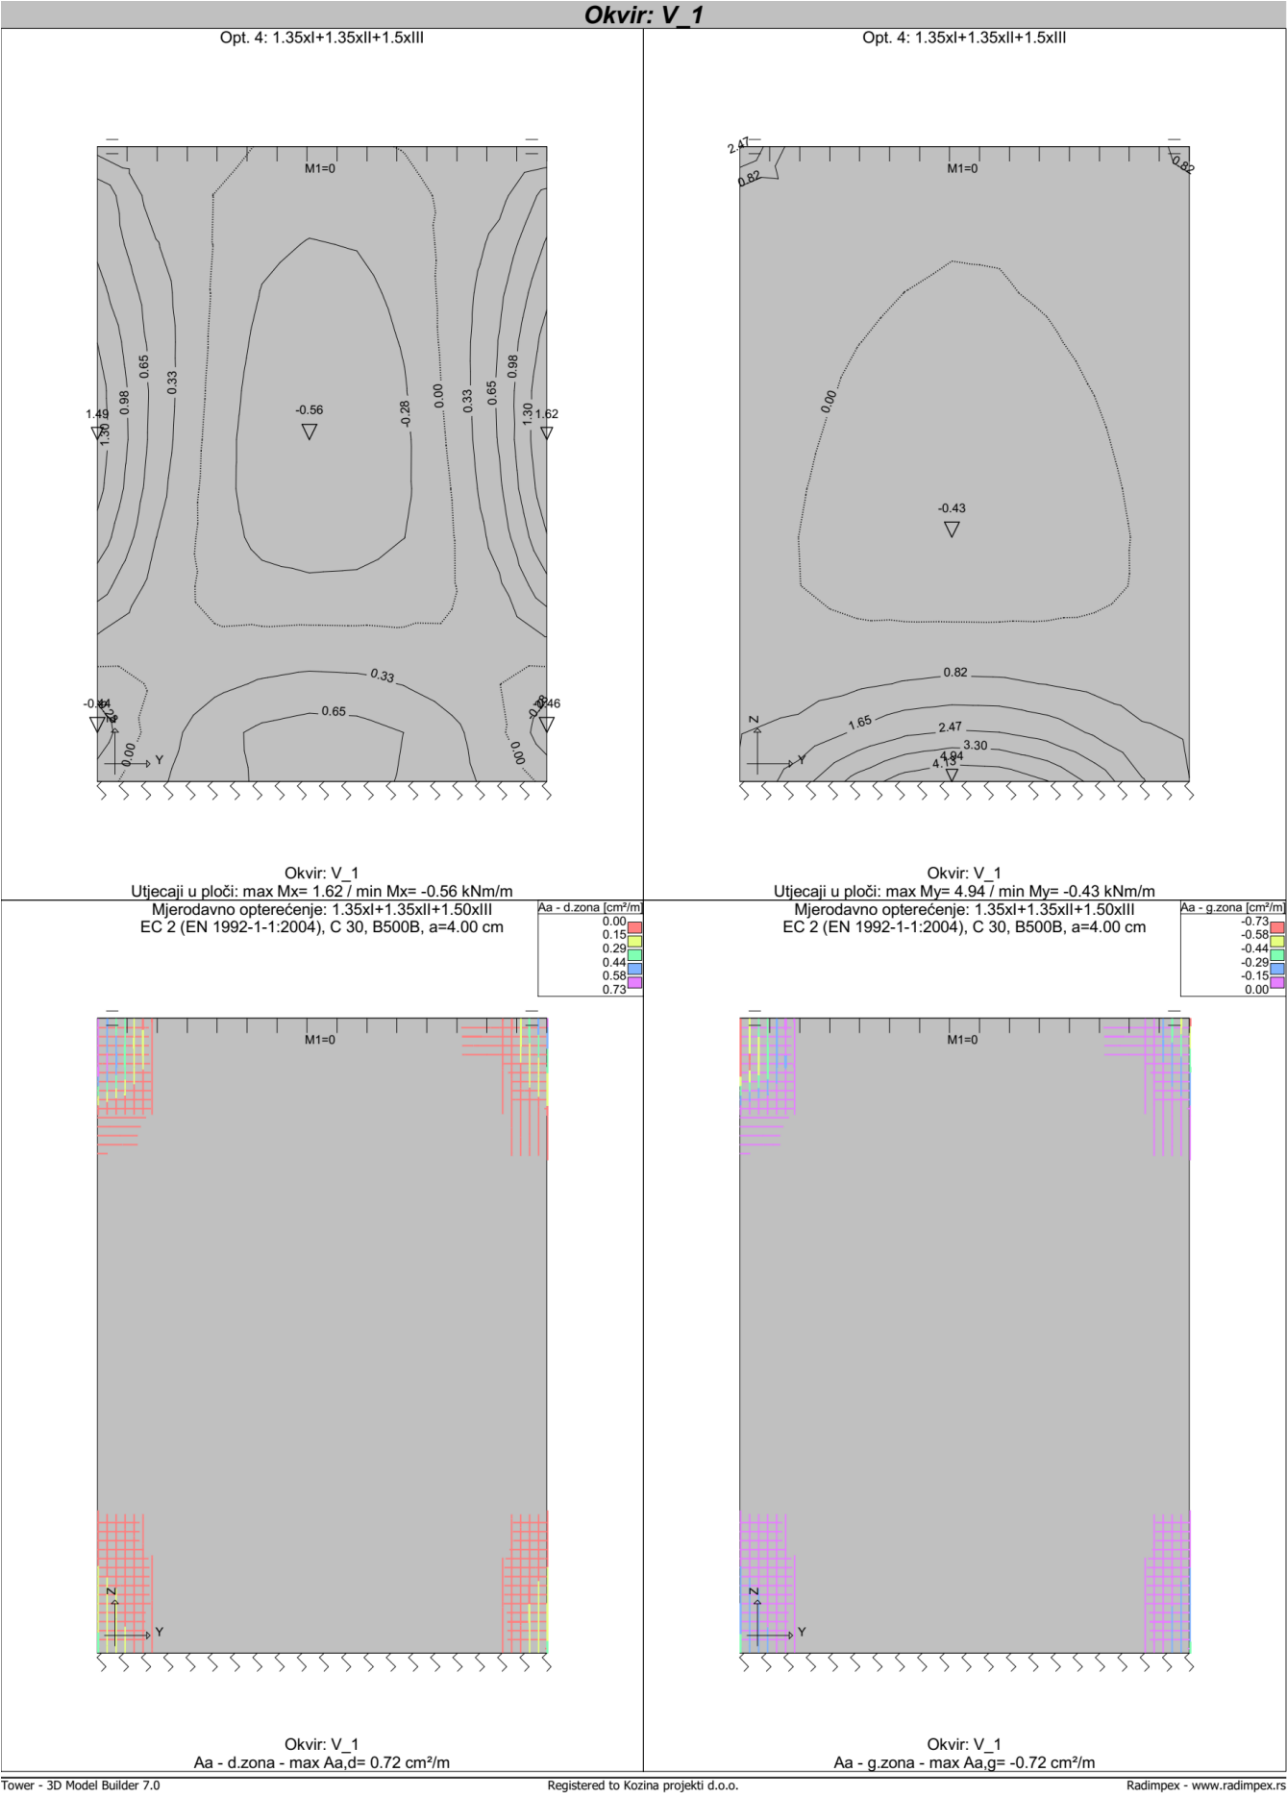 Okvir: V_1
Opt. 4: 1.35xI+1.35xII+1.5xIII
M1=0
0.65
0.98
0.33
1.49
1.30
-0.56
-0.28
0.00
0.33
0.65
0.98
1.30
1.62
0.33
0.65
0.00
0.00
Z
Y
Okvir: V_1
Utjecaji u ploči: max Mx= 1.62 / min Mx= -0.56 kNm/m
Opt. 4: 1.35xI+1.35xII+1.5xIII
2.47
0.82
M1=0
0.82
0.00
-0.43
0.82
1.65
2.47
3.30
4.94
4.13
Z
Y
Okvir: V_1
Utjecaji u ploči: max My= 4.94 / min My= -0.43 kNm/m
Mjerodavno opterećenje: 1.35xI+1.35xII+1.50xIII
EC 2 (EN 1992-1-1:2004), C 30, B500B, a=4.00 cm
Aa - d.zona [cm²/m]
0.00
0.15
0.29
0.44
0.58
0.73
M1=0
Z
Y
Okvir: V_1
Aa - d.zona - max Aa,d= 0.72 cm²/m
Mjerodavno opterećenje: 1.35xI+1.35xII+1.50xIII
EC 2 (EN 1992-1-1:2004), C 30, B500B, a=4.00 cm
Aa - g.zona [cm²/m]
-0.73
-0.58
-0.44
-0.29
-0.15
0.00
M1=0
Z
Y
Okvir: V_1
Aa - g.zona - max Aa,g= -0.72 cm²/m
Tower - 3D Model Builder 7.0
Registered to Kozina projekti d.o.o.
Radimpex - www.radimpex.rs